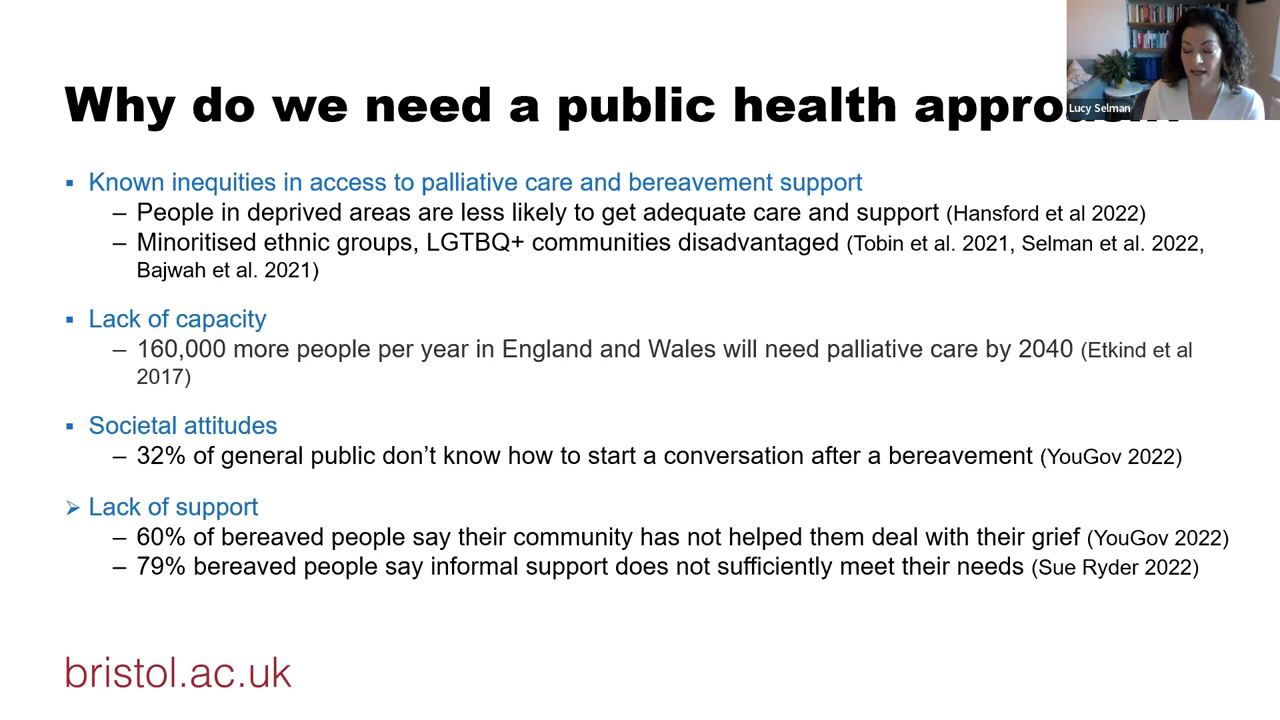 Why do we need a public health appro
Lucy Selman
▪ Known inequities in access to palliative care and bereavement support
– People in deprived areas are less likely to get adequate care and support (Hansford et al 2022)
– Minoritised ethnic groups, LGTBQ+ communities disadvantaged (Tobin et al. 2021, Selman et al. 2022,
Bajwah et al. 2021)
▪ Lack of capacity
– 160,000 more people per year in England and Wales will need palliative care by 2040 (Etkind et al
2017)
▪ Societal attitudes
– 32% of general public don’t know how to start a conversation after a bereavement (YouGov 2022)
➢ Lack of support
– 60% of bereaved people say their community has not helped them deal with their grief (YouGov 2022)
– 79% bereaved people say informal support does not sufficiently meet their needs (Sue Ryder 2022)
bristol.ac.uk